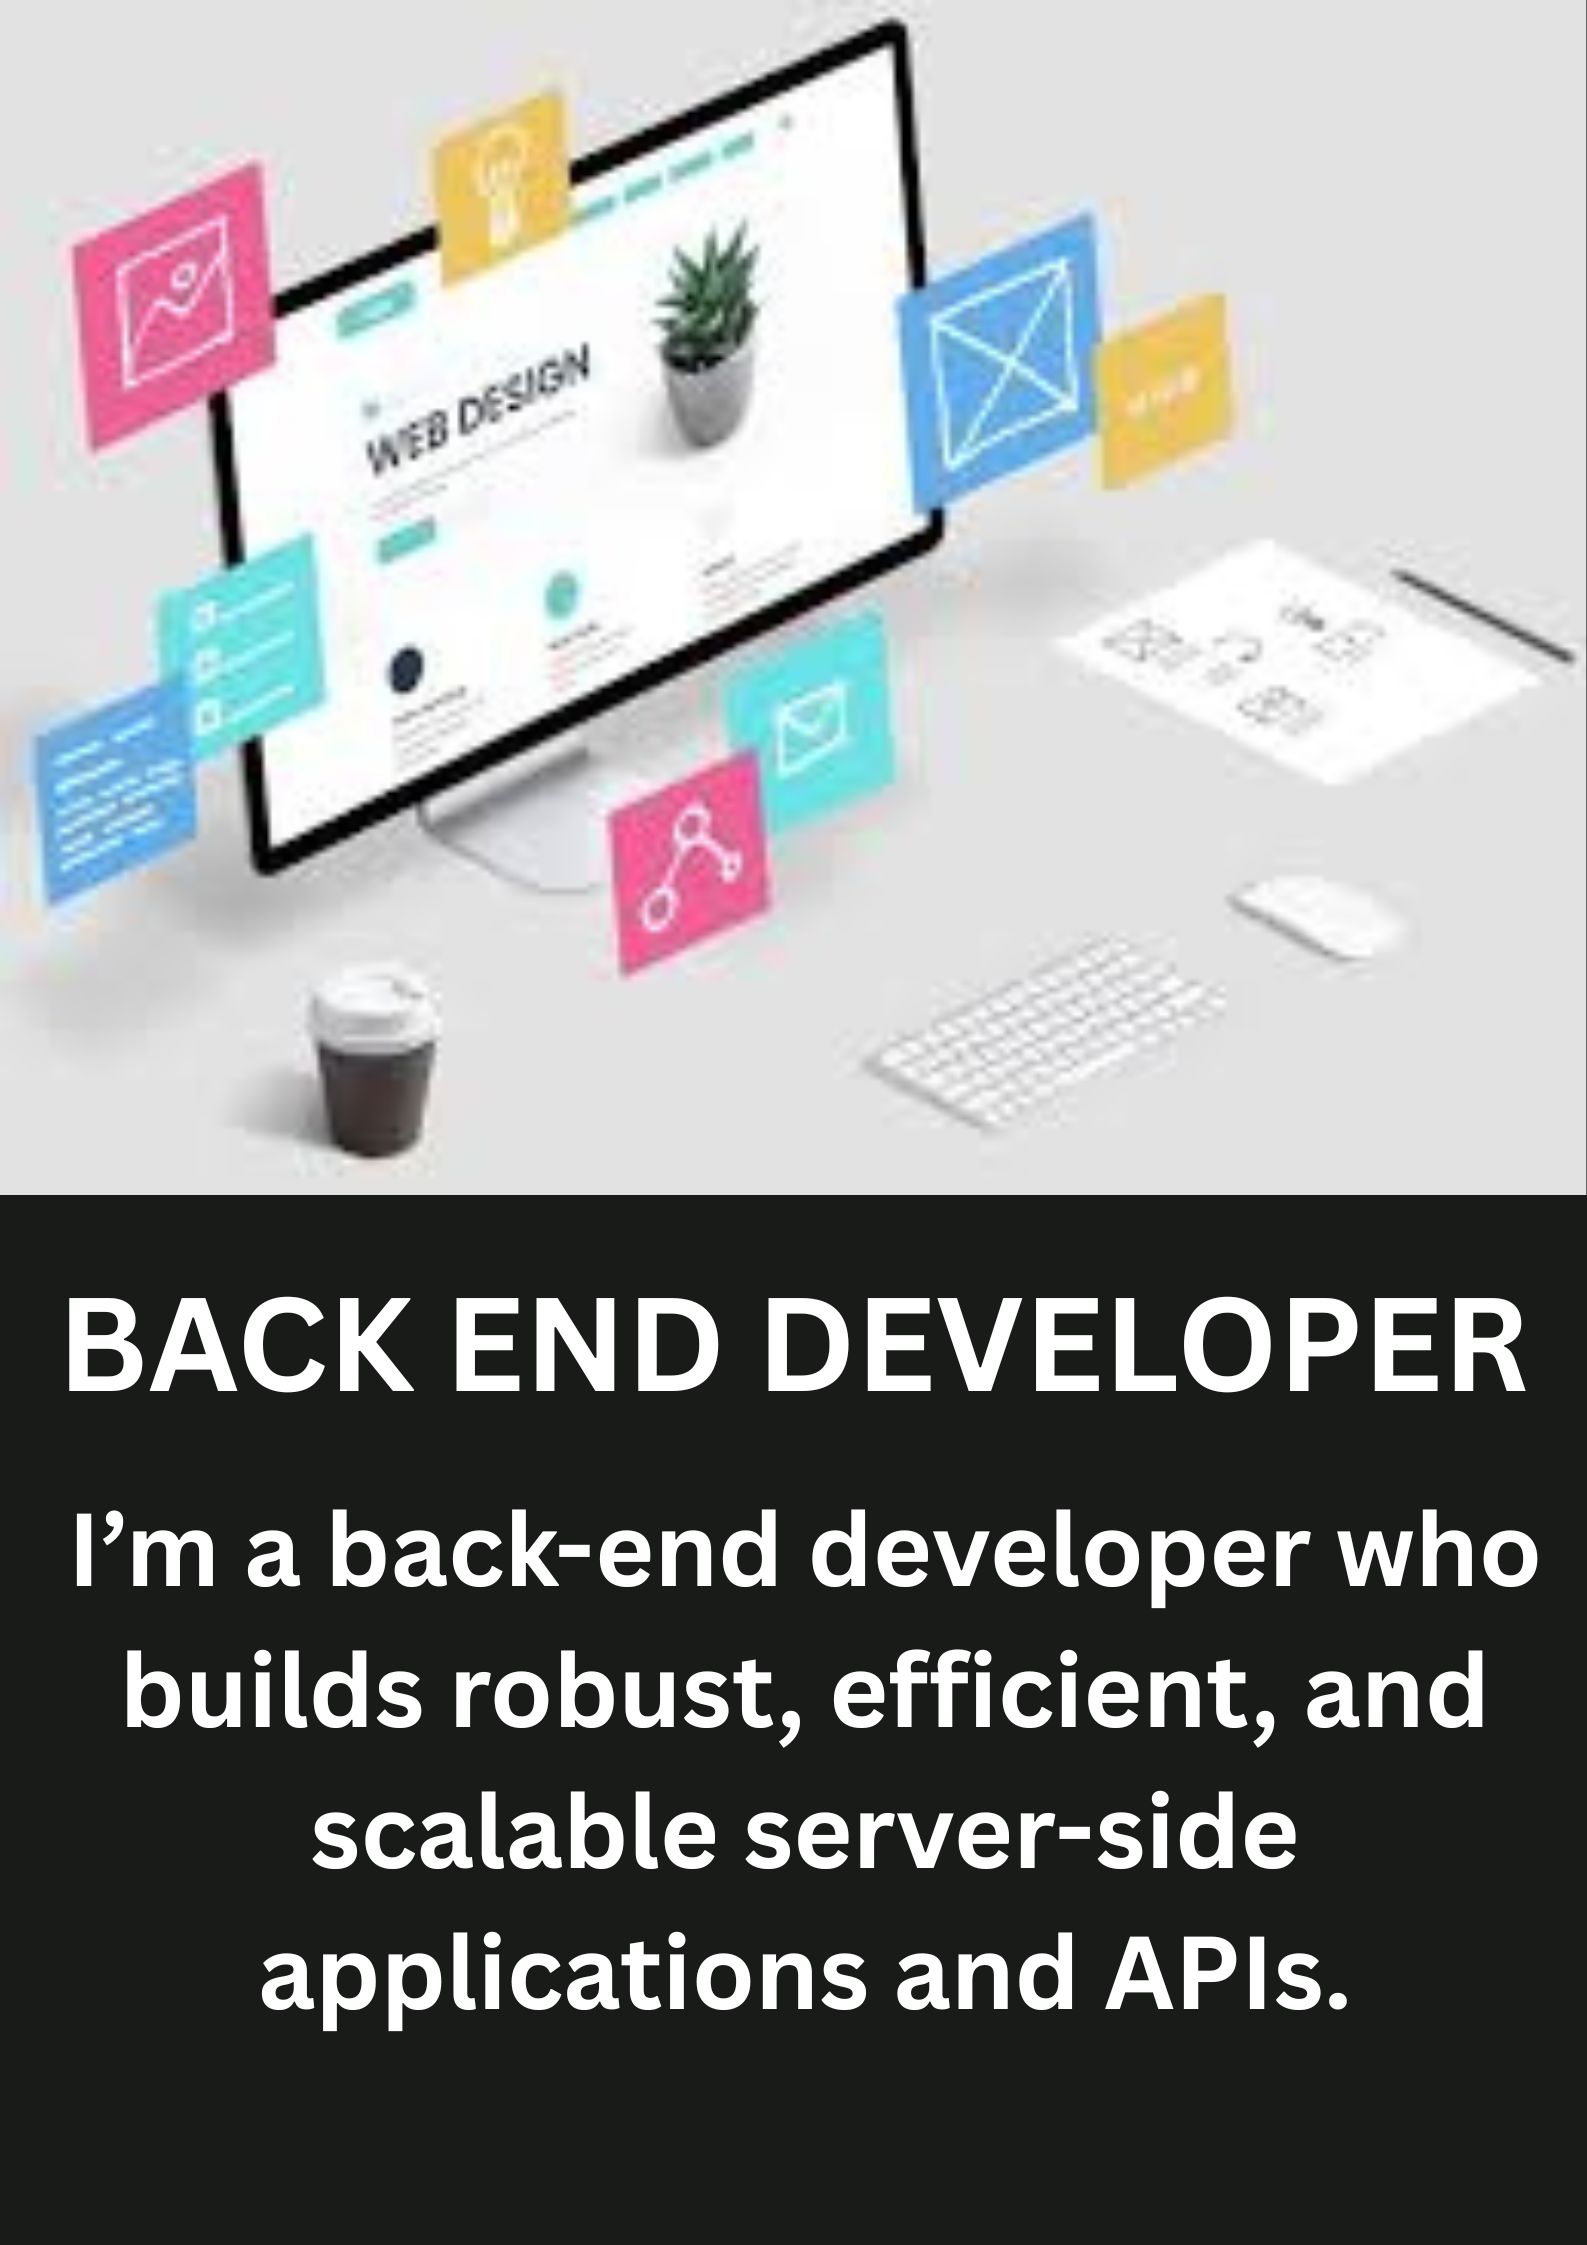 WEB DESIGN
BACK END DEVELOPER
I’m a back-end developer who
builds robust, efficient, and
scalable server-side
applications and APIs.